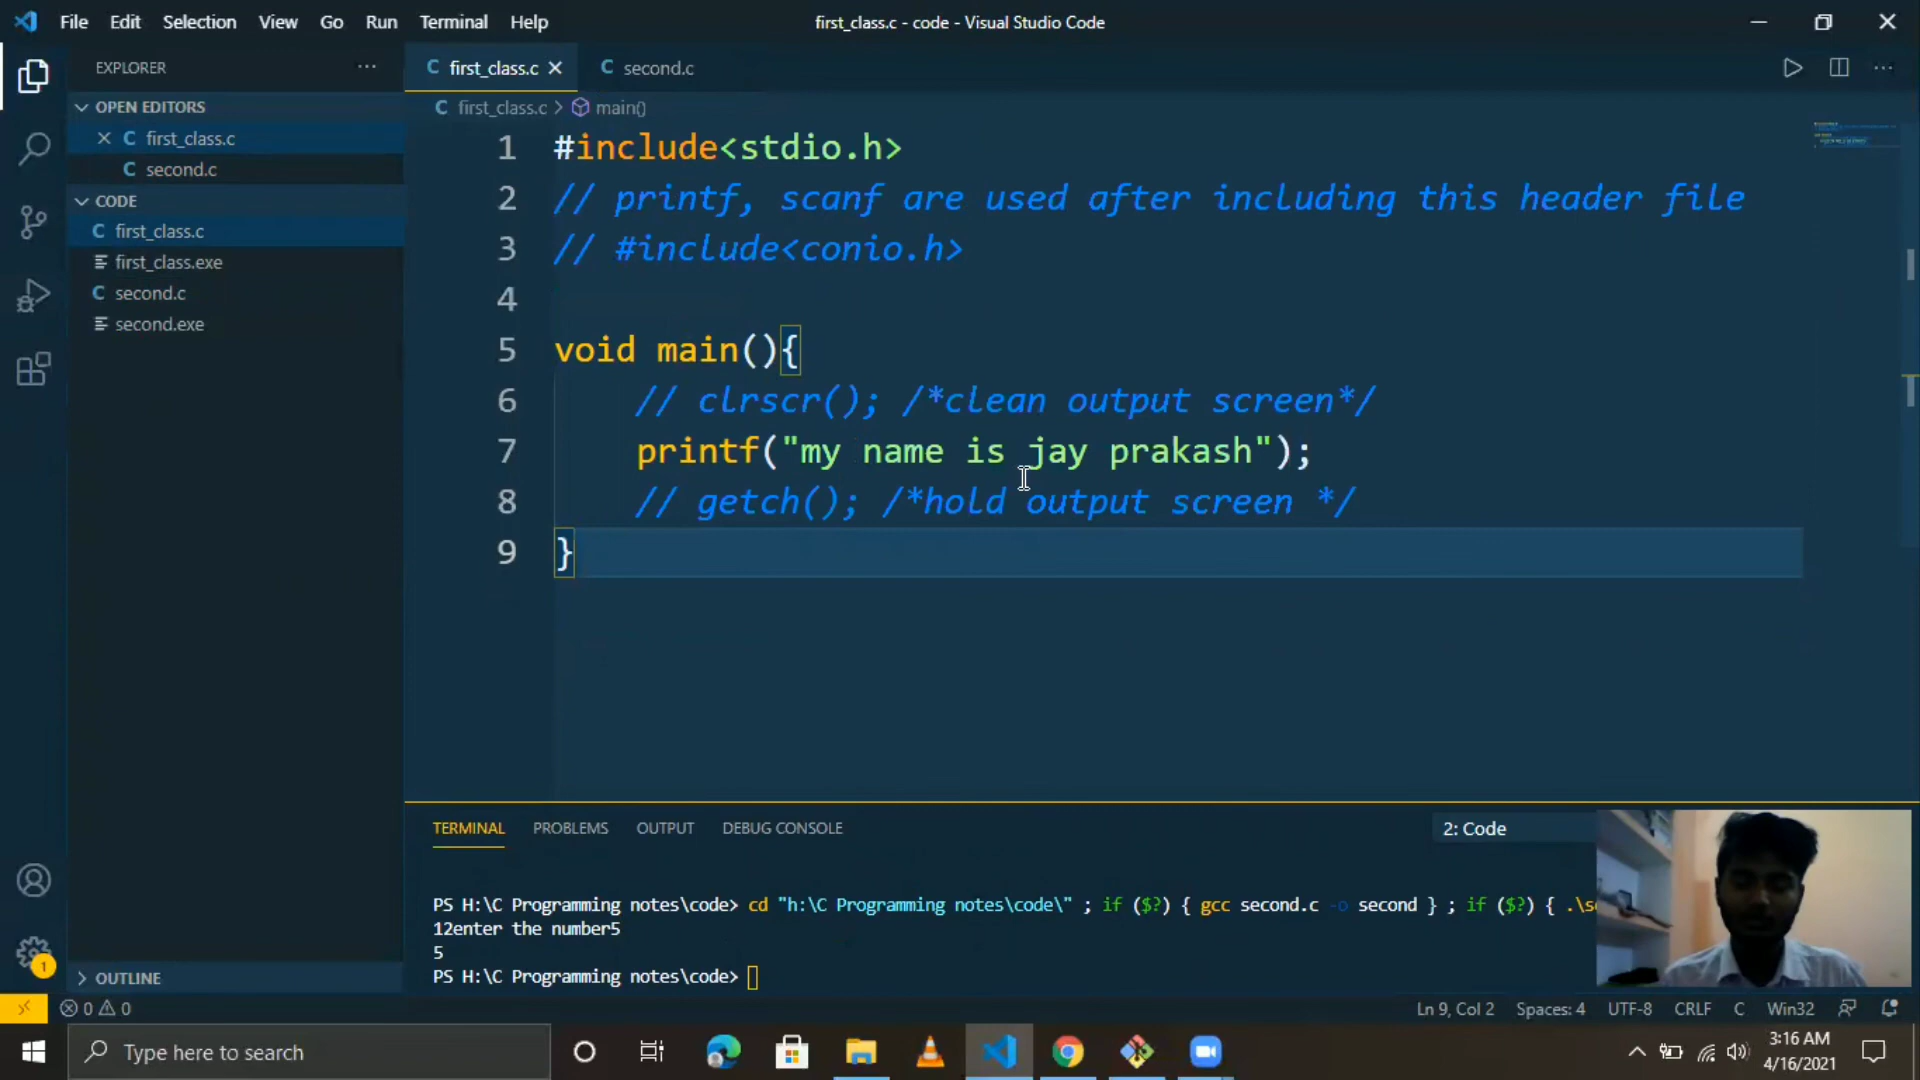 File Edit Selection View Go Run Terminal Help
first_class.c - code - Visual Studio Code
EXPLORER
OPEN EDITORS
first_class.c
second.c
CODE
first_class.c
first_class.exe
second.c
second.exe
OUTLINE
first_class.c second.c
first_class.c > main()
1 #include<stdio.h>
2 // printf, scanf are used after including this header file
3 // #include<conio.h>
4
5 void main(){
6 // clrscr(); /*clean output screen*/
7 printf("my name is jay prakash");
8 // getch(); /*hold output screen */
9 }
TERMINAL PROBLEMS OUTPUT DEBUG CONSOLE
2: Code
PS H:\C Programming notes\code> cd "h:\C Programming notes\code\" ; if ($?) { gcc second.c -o second } ; if ($?) { .\s
12enter the number5
5
PS H:\C Programming notes\code>
1
0 0
Ln 9, Col 2 Spaces: 4 UTF-8 CRLF C Win32
Type here to search
3:16 AM
4/16/2021